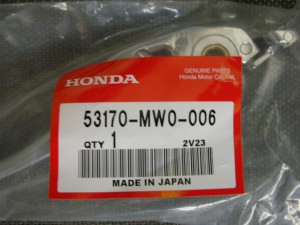 HONDA
GENUINE PARTS
Honda Motor Co., Ltd.
53170-MW0-006
QTY 1 2V23
MADE IN JAPAN